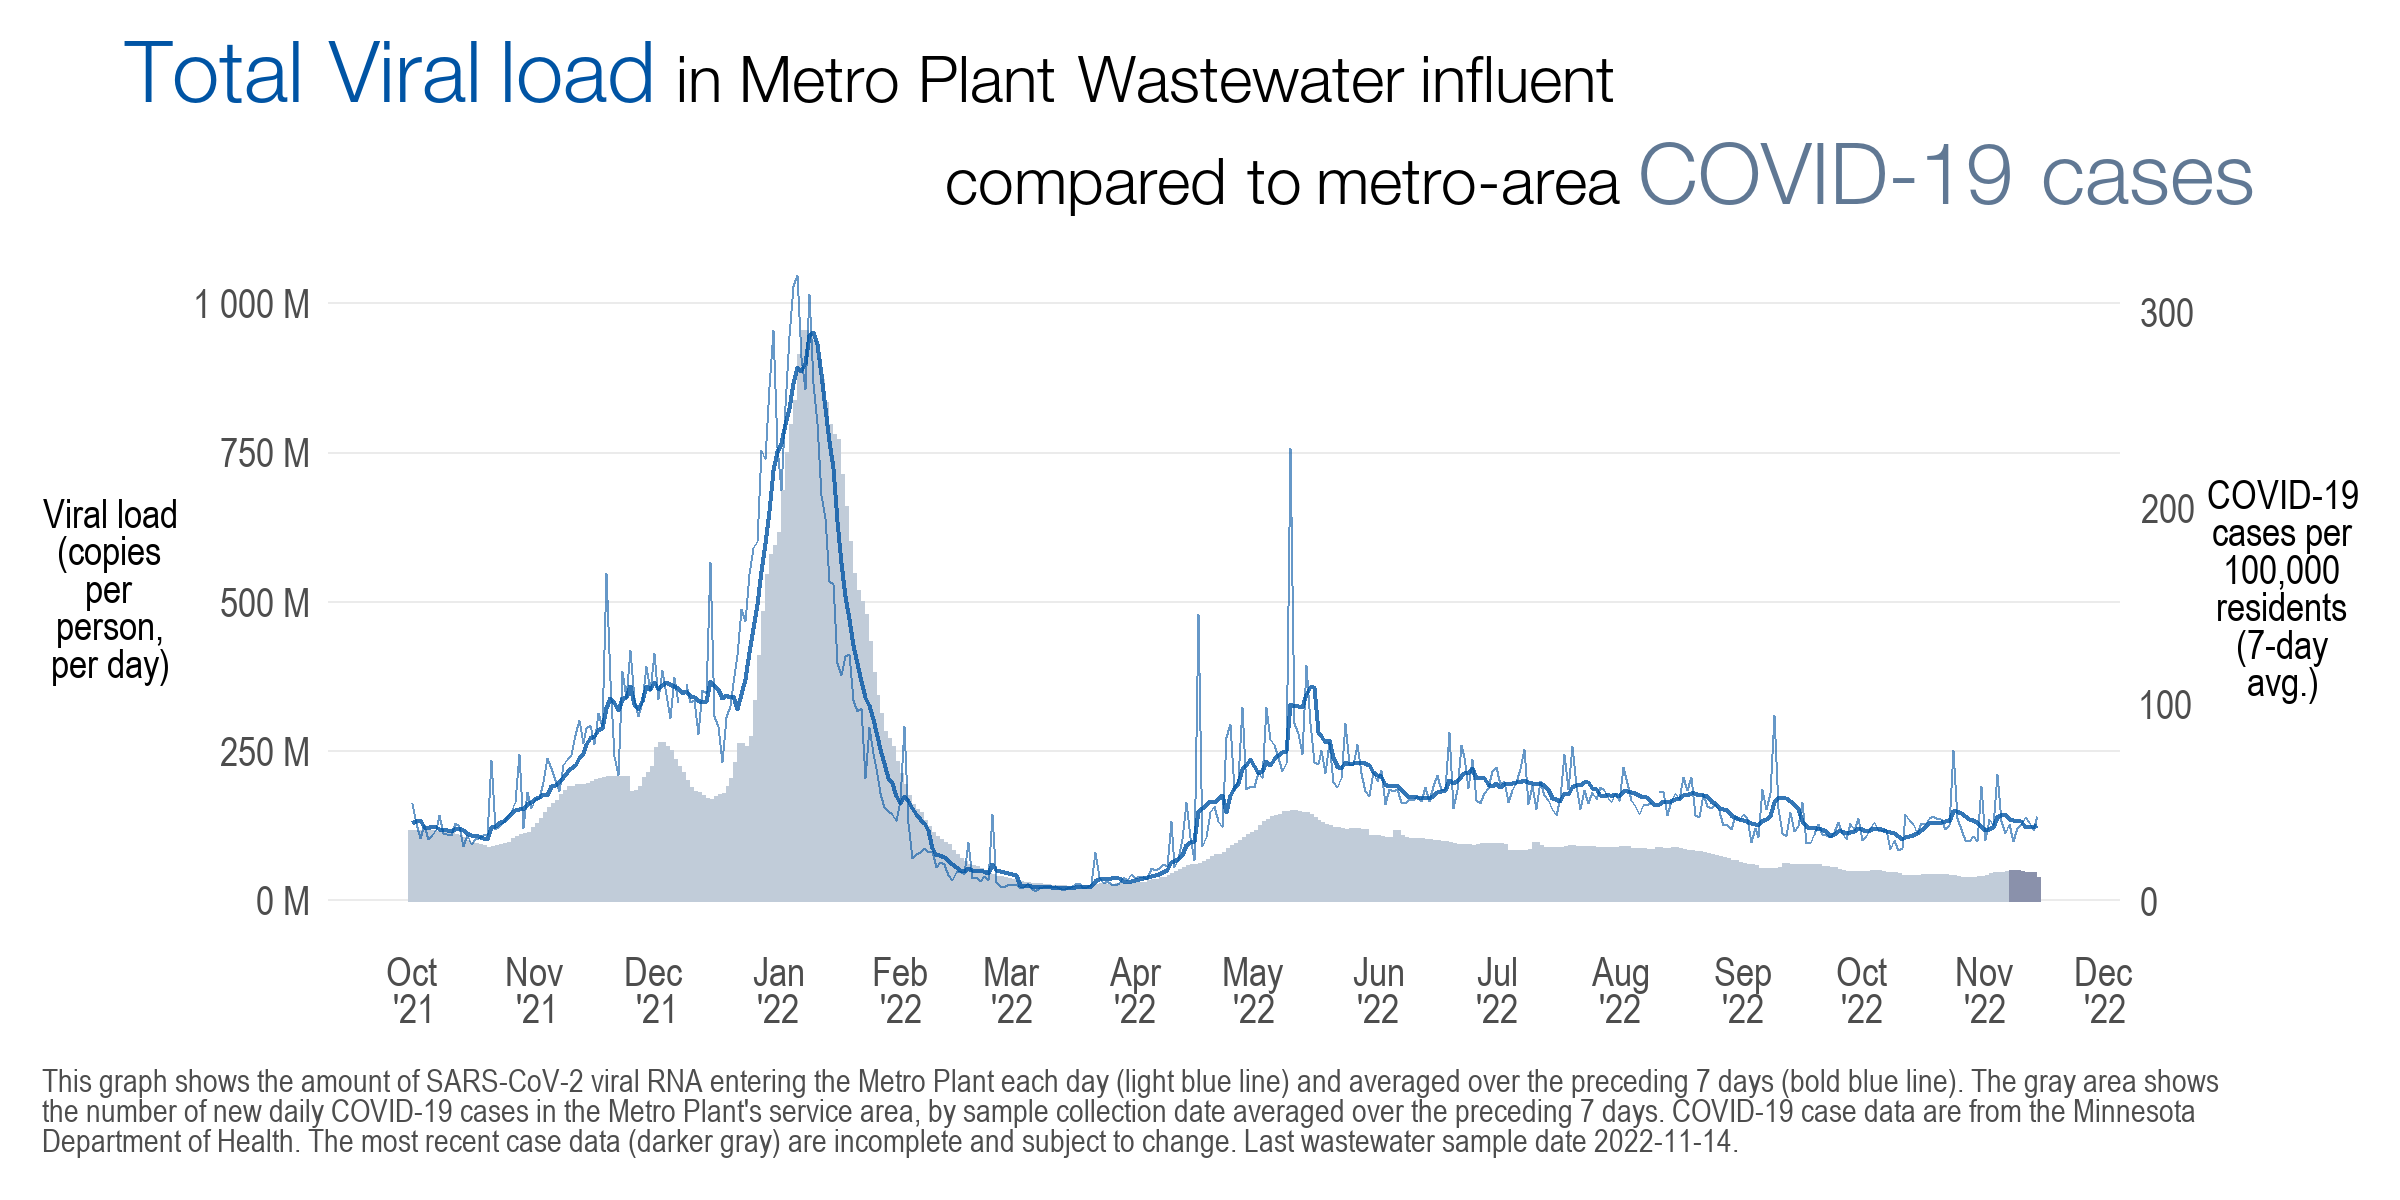 Total Viral load in Metro Plant Wastewater influent
compared to metro-area COVID-19 cases
1 000 M
750 M
500 M
250 M
0 M
Viral load
(copies
per
person,
per day)
300
200
100
0
COVID-19
cases per
100,000
residents
(7-day
avg.)
Oct
'21
Nov
'21
Dec
'21
Jan
'22
Feb
'22
Mar
'22
Apr
'22
May
'22
Jun
'22
Jul
'22
Aug
'22
Sep
'22
Oct
'22
Nov
'22
Dec
'22
This graph shows the amount of SARS-CoV-2 viral RNA entering the Metro Plant each day (light blue line) and averaged over the preceding 7 days (bold blue line). The gray area shows
the number of new daily COVID-19 cases in the Metro Plant's service area, by sample collection date averaged over the preceding 7 days. COVID-19 case data are from the Minnesota
Department of Health. The most recent case data (darker gray) are incomplete and subject to change. Last wastewater sample date 2022-11-14.